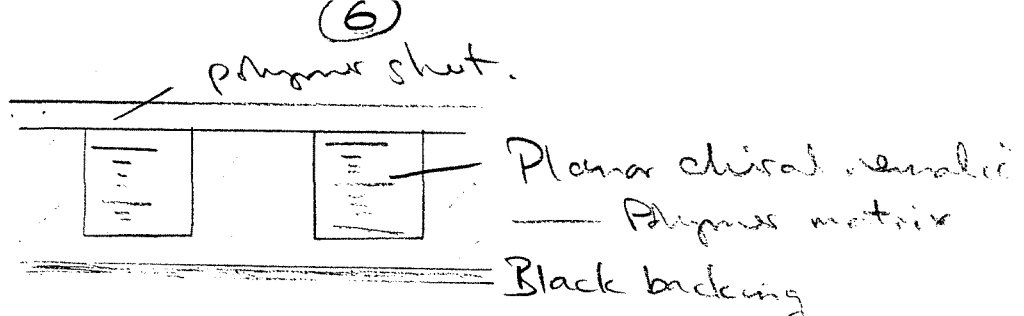 6
polymer sheet.
Planar chiral nematic
Polymer matrix
Black backing